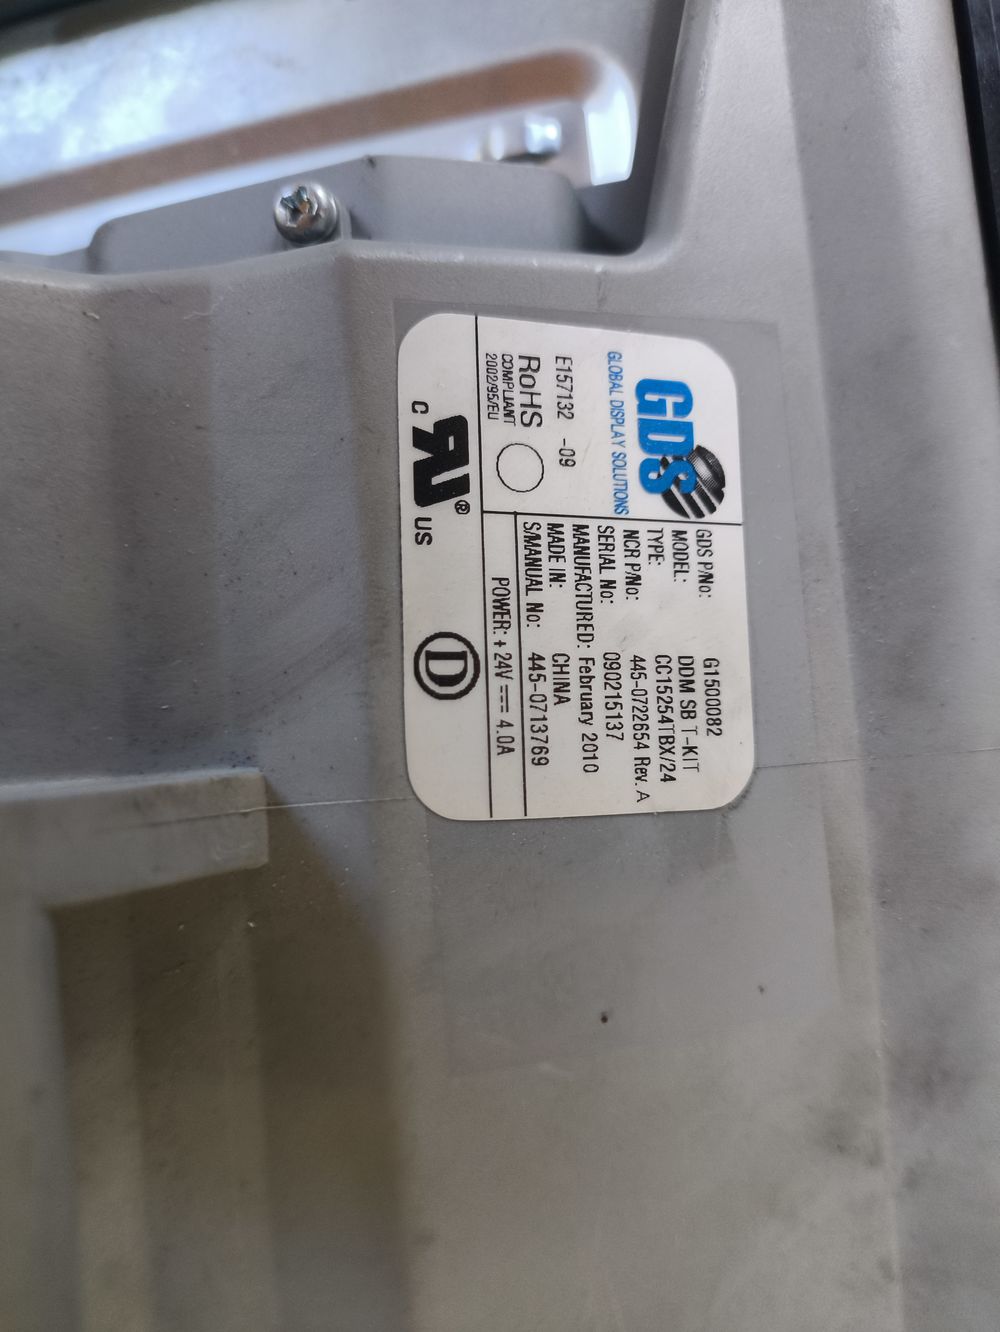 GDS
GLOBAL DISPLAY SOLUTIONS
E157132 -09
RoHS
COMPLIANT
2002/95/EU
GDS P/No: G1500082
MODEL: DDM SB T-KIT
TYPE: CC15254TBX/24
NCR P/No: 445-0722654 Rev. A
SERIAL No: 090215137
MANUFACTURED: February 2010
MADE IN: CHINA
S/MANUAL No: 445-0713769
POWER: + 24V ⎓ 4.0A
C RU ® US
D